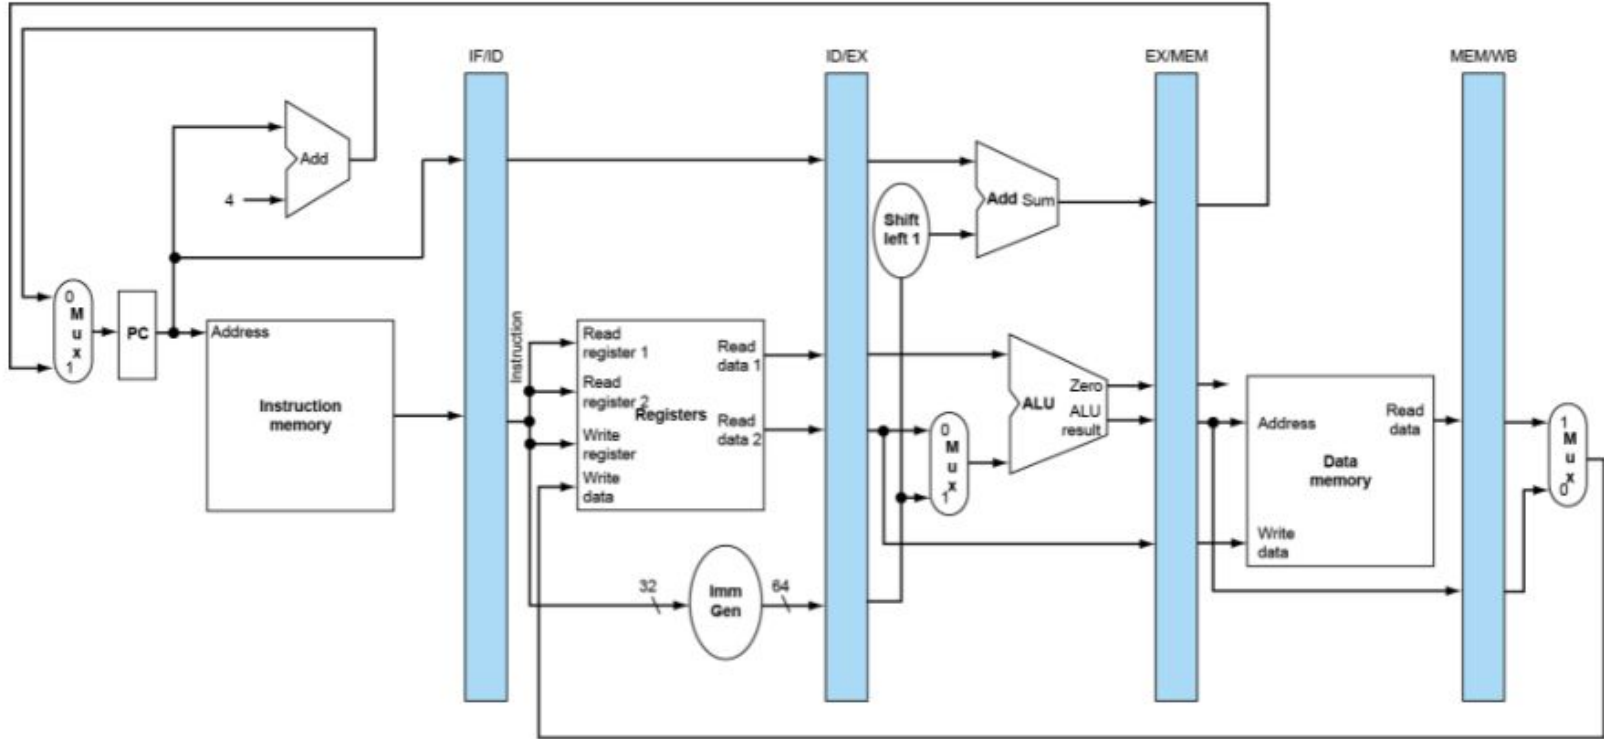 IF/ID
ID/EX
EX/MEM
MEM/WB
Add
4
Add Sum
Shift
left 1
0
M
u
x
1
PC
Address
Instruction
memory
Instruction
Read
register 1
Read
register 2
Write
register
Write
data
Registers
Read
data 1
Read
data 2
0
M
u
x
1
Zero
ALU
ALU
result
Address
Read
data
Data
memory
Write
data
1
M
u
x
0
32
Imm
Gen
64